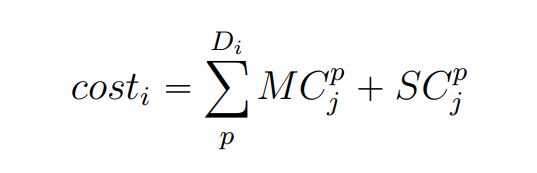 cost_i = \sum_{p}^{D_i} MC_j^p + SC_j^p